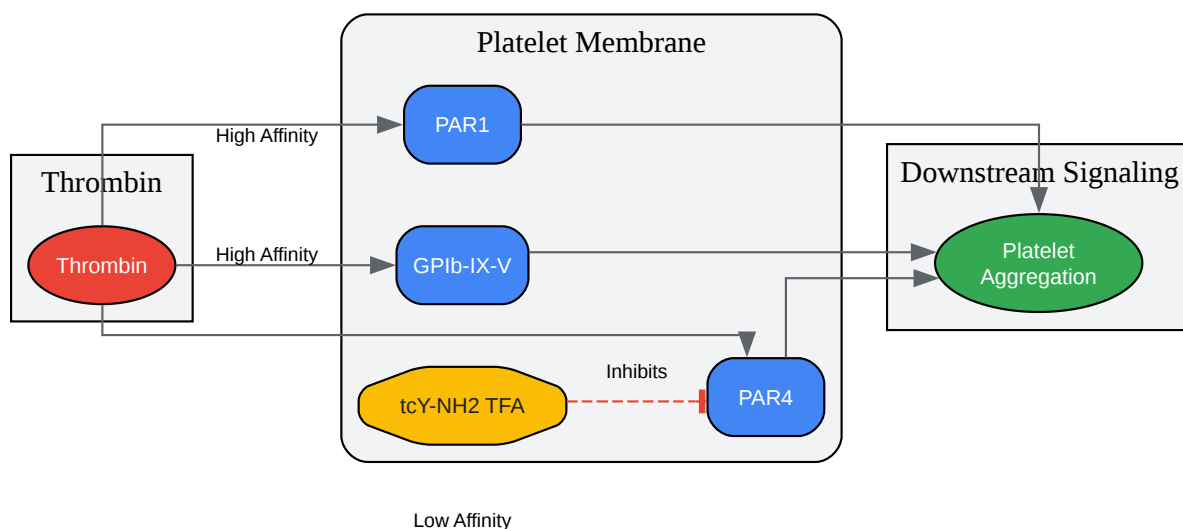 Platelet Membrane
PAR1
High Affinity
Thrombin
Downstream Signaling
Thrombin
High Affinity
GPIb-IX-V
Platelet
Aggregation
Inhibits
tcY-NH2 TFA
PAR4
Low Affinity